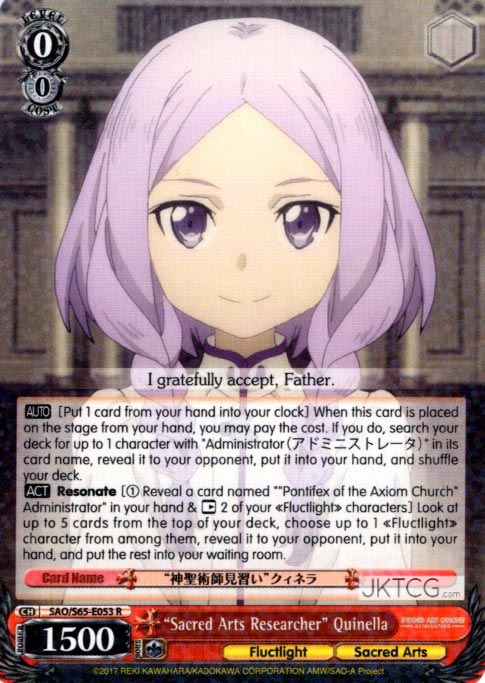 LEVEL
0
0
COST
I gratefully accept, Father.
AUTO [Put 1 card from your hand into your clock] When this card is placed
on the stage from your hand, you may pay the cost. If you do, search your
deck for up to 1 character with "Administrator(アドミニストレータ)" in its
card name, reveal it to your opponent, put it into your hand, and shuffle
your deck.
ACT Resonate [① Reveal a card named ""Pontifex of the Axiom Church"
Administrator" in your hand & 2 of your «Fluctlight» characters] Look at
up to 5 cards from the top of your deck, choose up to 1 «Fluctlight»
character from among them, reveal it to your opponent, put it into your
hand, and put the rest into your waiting room.
Card Name
“神聖術師見習い”クィネラ
JKTCG.com
CH SAO/S65-E053 R
POWER
1500
SOUL
"Sacred Arts Researcher" Quinella
SWORD ART ONLINE
Fluctlight
Sacred Arts
©2017 REKI KAWAHARA/KADOKAWA CORPORATION AMW/SAO-A Project